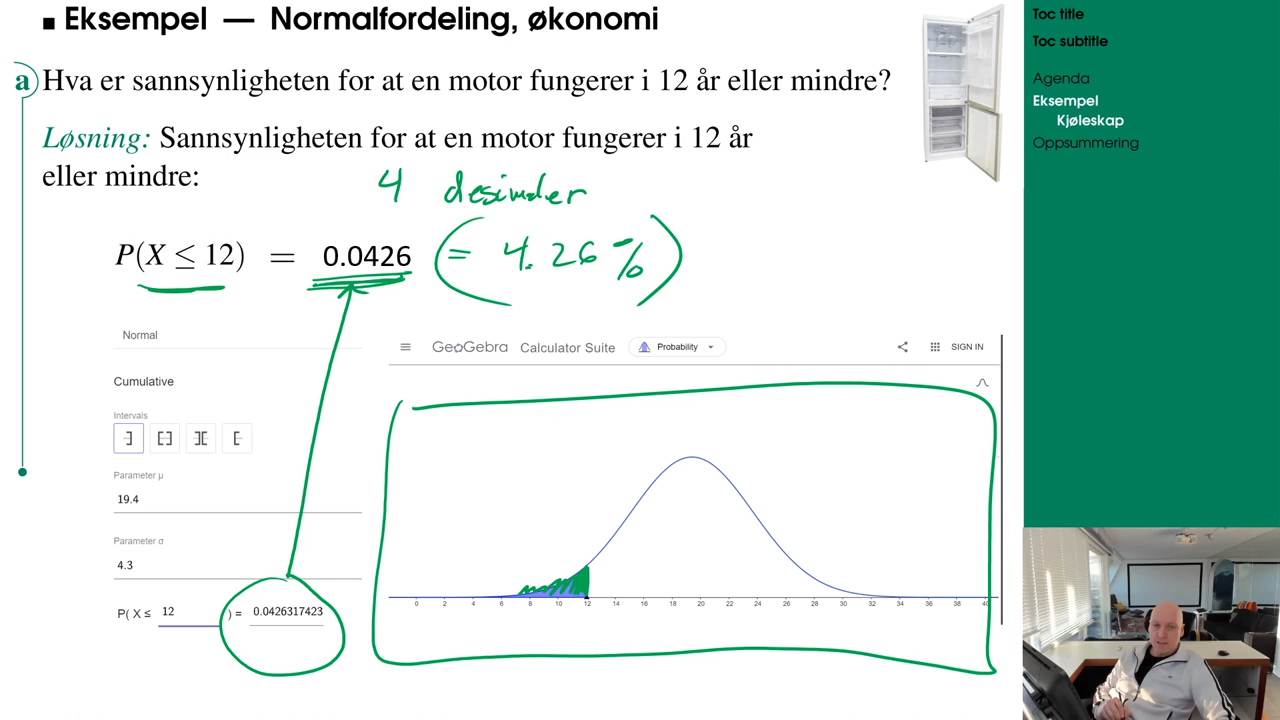 Eksempel — Normalfordeling, økonomi
a Hva er sannsynligheten for at en motor fungerer i 12 år eller mindre?
Løsning: Sannsynligheten for at en motor fungerer i 12 år
eller mindre:
4 desimaler
P(X ≤ 12) = 0.0426 (= 4.26 %)
Normal
Cumulative
Intervals
Parameter μ
19.4
Parameter σ
4.3
P( X ≤ 12 ) = 0.0426317423
GeoGebra Calculator Suite Probability SIGN IN
0 2 4 6 8 10 12 14 16 18 20 22 24 26 28 30 32 34 36 38 40
Toc title
Toc subtitle
Agenda
Eksempel
Kjøleskap
Oppsummering